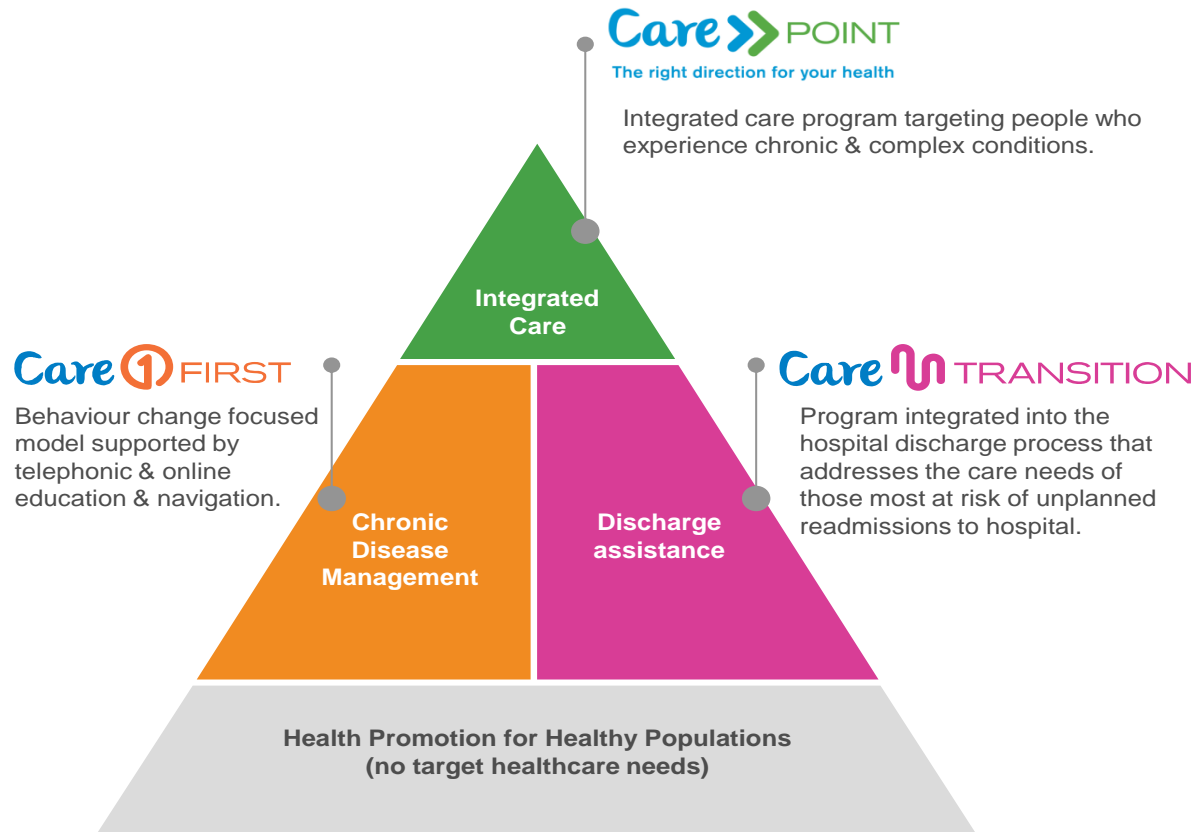 Care POINT
The right direction for your health
Integrated care program targeting people who
experience chronic & complex conditions.
Integrated
Care
Care 1 FIRST
Behaviour change focused
model supported by
telephonic & online
education & navigation.
Care TRANSITION
Program integrated into the
hospital discharge process that
addresses the care needs of
those most at risk of unplanned
readmissions to hospital.
Chronic
Disease
Management
Discharge
assistance
Health Promotion for Healthy Populations
(no target healthcare needs)